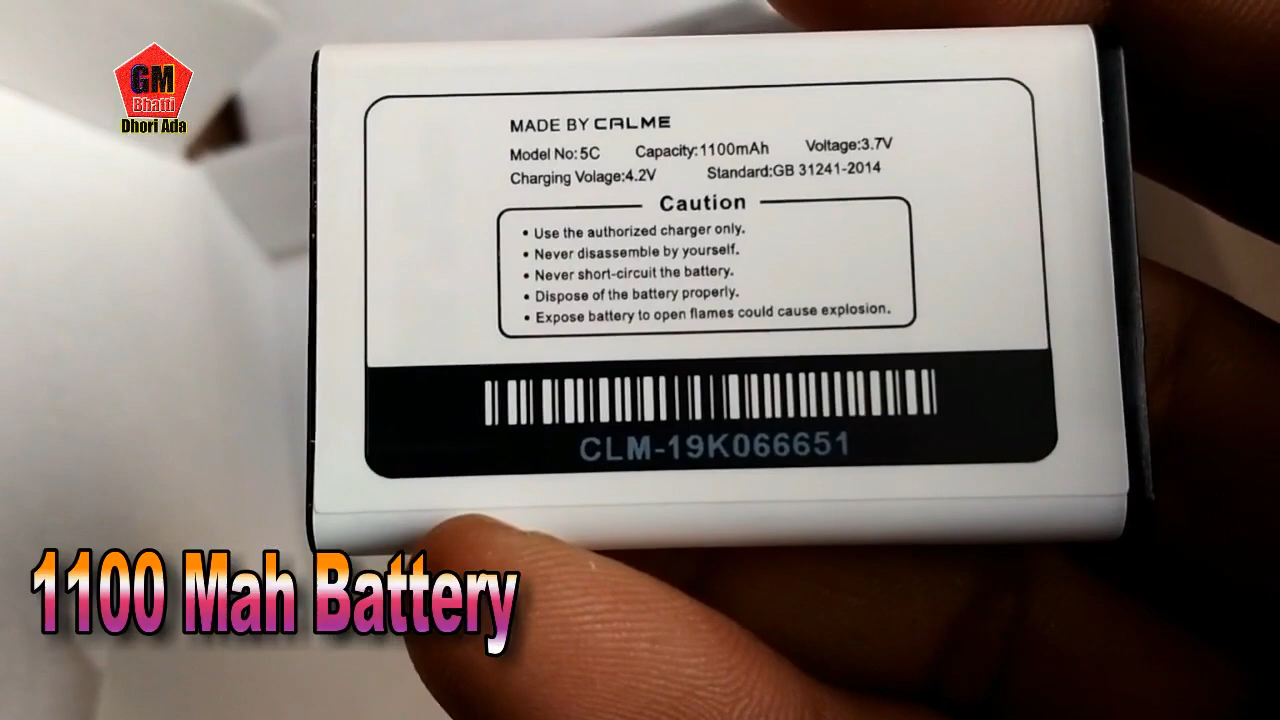 GM
Bhatti
Dhori Ada
MADE BY CALME
Model No: 5C Capacity: 1100mAh Voltage:3.7V
Charging Volage:4.2V Standard:GB 31241-2014
Caution
• Use the authorized charger only.
• Never disassemble by yourself.
• Never short-circuit the battery.
• Dispose of the battery properly.
• Expose battery to open flames could cause explosion.
CLM-19K066651
1100 Mah Battery